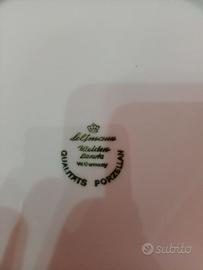 Seltmann
Weiden
Bavaria
W. Germany
QUALITÄTS PORZELLAN
subito